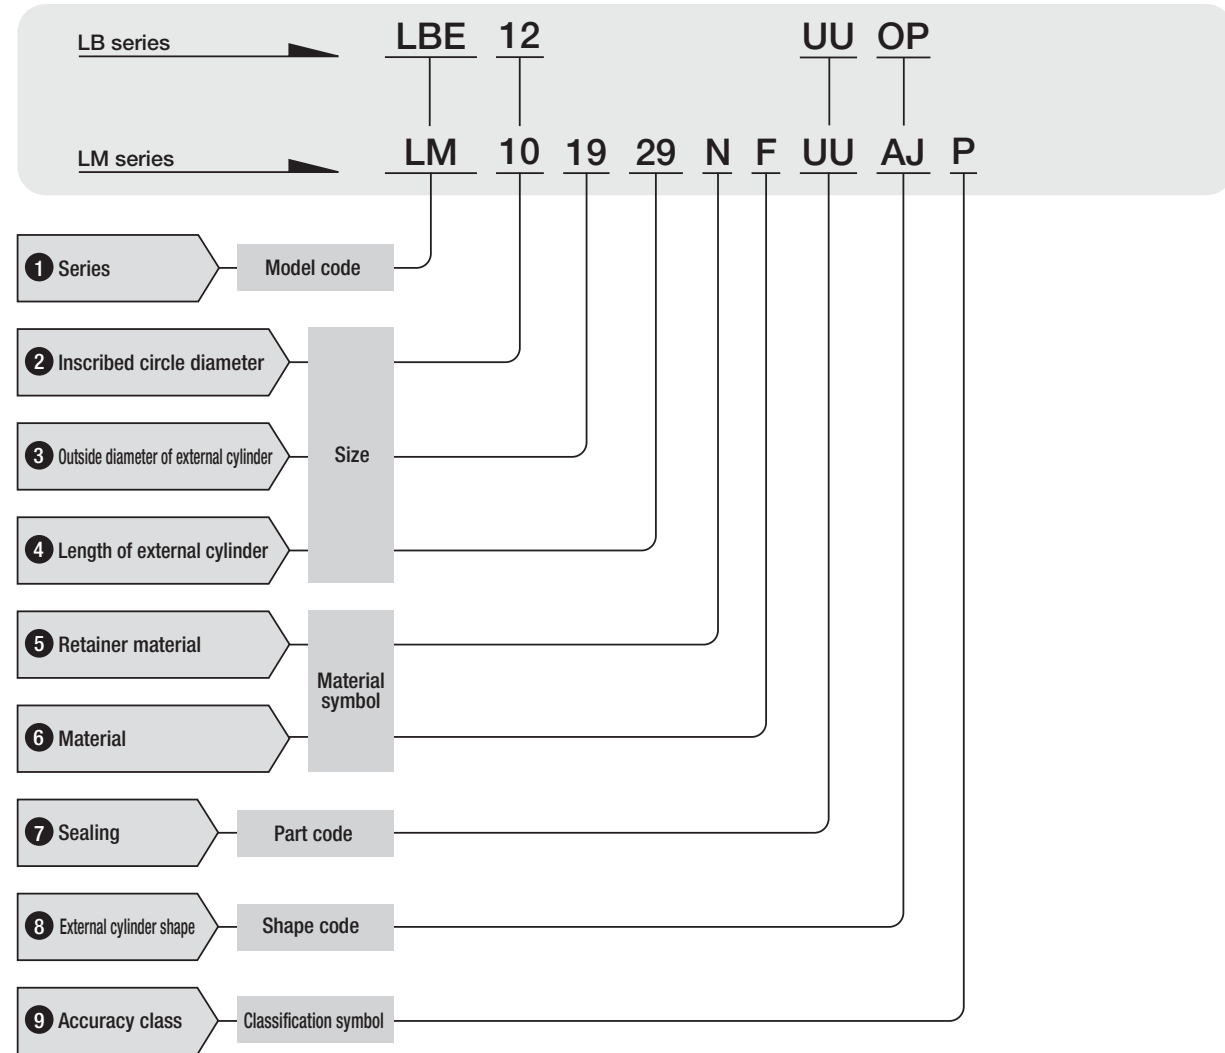 LB series LBE 12 UU OP
LM series LM 10 19 29 N F UU AJ P
1 Series Model code
2 Inscribed circle diameter
3 Outside diameter of external cylinder Size
4 Length of external cylinder
5 Retainer material
Material
symbol
6 Material
7 Sealing Part code
8 External cylinder shape Shape code
9 Accuracy class Classification symbol